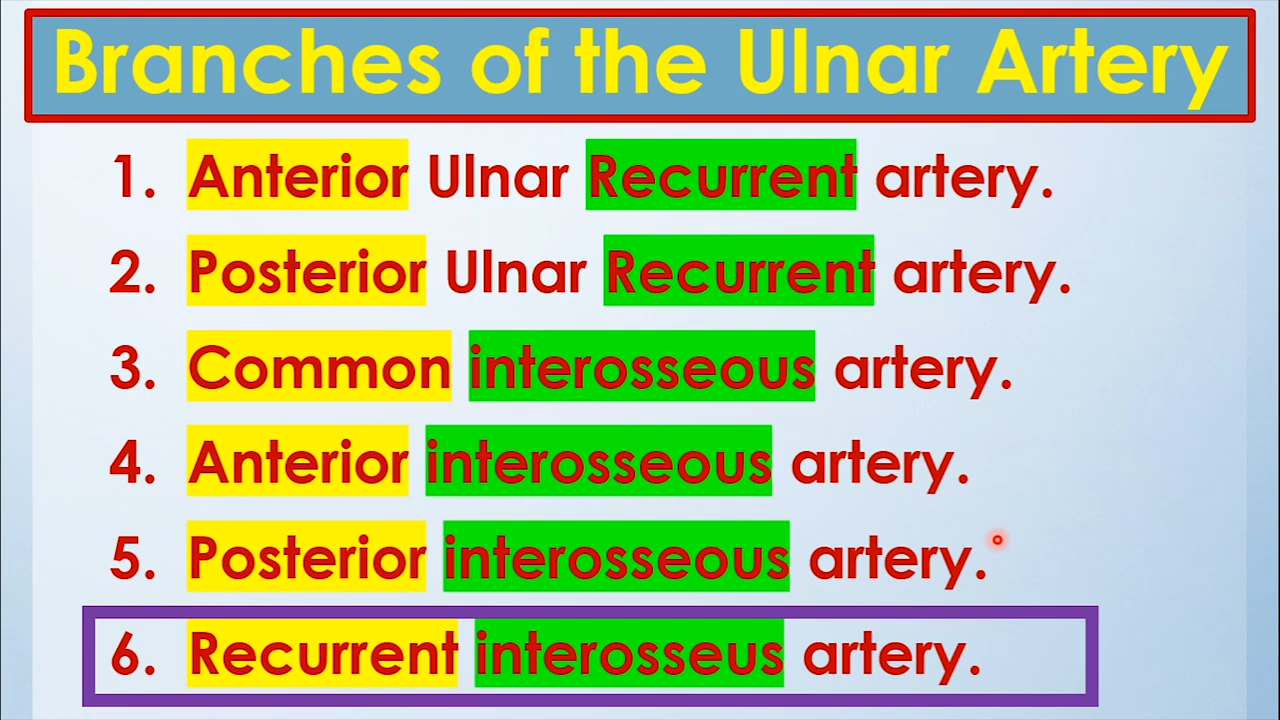 Branches of the Ulnar Artery
1. Anterior Ulnar Recurrent artery.
2. Posterior Ulnar Recurrent artery.
3. Common interosseous artery.
4. Anterior interosseous artery.
5. Posterior interosseous artery.
6. Recurrent interosseus artery.